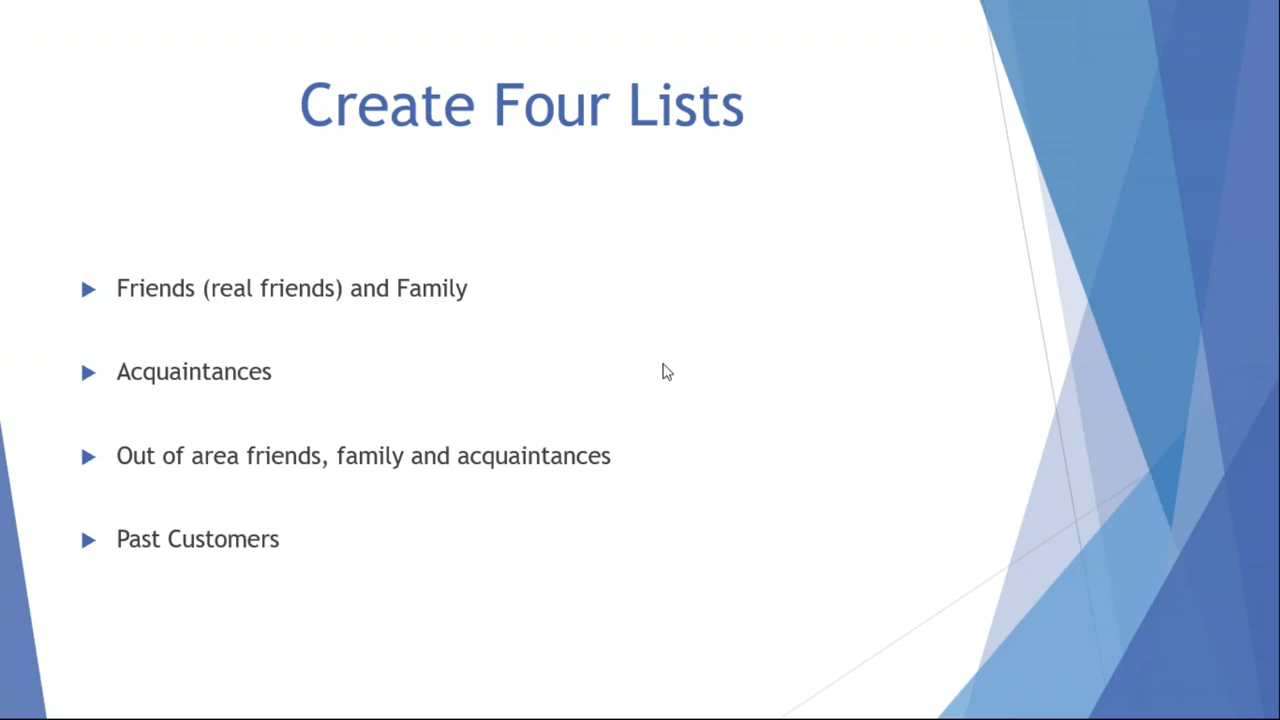 Create Four Lists
Friends (real friends) and Family
Acquaintances
Out of area friends, family and acquaintances
Past Customers